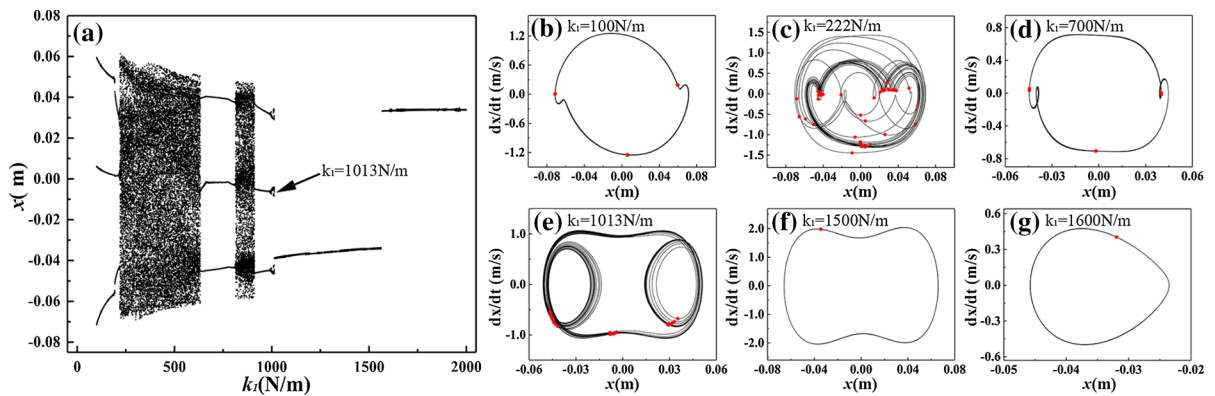 (a)
0.08
0.06
0.04
0.02
0.00
-0.02
-0.04
-0.06
-0.08
x( m)
0 500 1000 1500 2000
k₁(N/m)
k₁=1013N/m
(b) k₁=100N/m
1.2
0.6
0.0
-0.6
-1.2
dx/dt (m/s)
-0.08 -0.04 0.00 0.04 0.08
x(m)
(c) k₁=222N/m
1.5
1.0
0.5
0.0
-0.5
-1.0
-1.5
dx/dt (m/s)
-0.08 -0.04 0.00 0.04 0.08
x(m)
(d) k₁=700N/m
0.8
0.4
0.0
-0.4
-0.8
dx/dt (m/s)
-0.06 -0.03 0.00 0.03 0.06
x(m)
(e) k₁=1013N/m
1.0
0.5
0.0
-0.5
-1.0
dx/dt (m/s)
-0.06 -0.03 0.00 0.03 0.06
x(m)
(f) k₁=1500N/m
2.0
1.0
0.0
-1.0
-2.0
dx/dt (m/s)
-0.08 -0.04 0.00 0.04 0.08
x(m)
(g) k₁=1600N/m
0.6
0.3
0.0
-0.3
-0.6
dx/dt (m/s)
-0.05 -0.04 -0.03 -0.02
x(m)